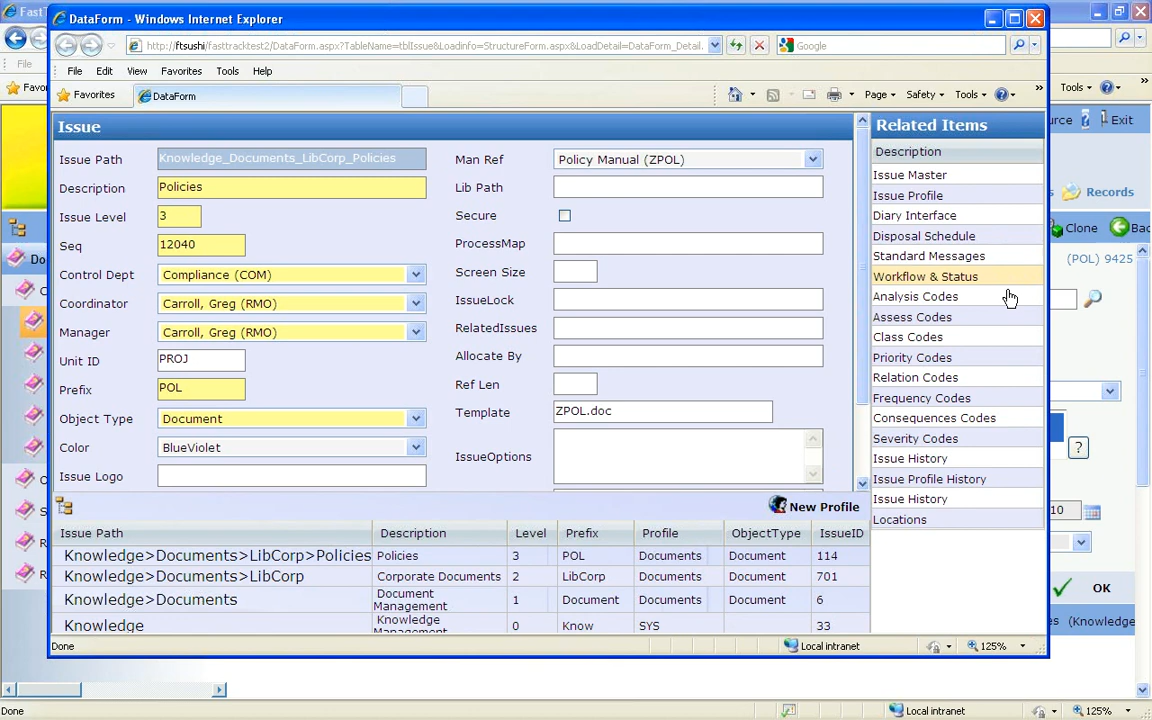 FastT
DataForm - Windows Internet Explorer
http://ftsushi/fasttracktest2/DataForm.aspx?TableName=tblIssue&Loadinfo=StructureForm.aspx&LoadDetail=DataForm_Detail.
Google
File Edit View Favorites Tools Help
File
Favorites DataForm Page Safety Tools
Favor Tools
Issue
Related Items
Exit
Records
Clone Bac
(POL) 9425
Do
Issue Path Knowledge_Documents_LibCorp_Policies
Description Policies
Issue Level 3
Seq 12040
Control Dept Compliance (COM)
Coordinator Carroll, Greg (RMO)
Manager Carroll, Greg (RMO)
Unit ID PROJ
Prefix POL
Object Type Document
Color BlueViolet
Issue Logo
Man Ref Policy Manual (ZPOL)
Lib Path
Secure
ProcessMap
Screen Size
IssueLock
RelatedIssues
Allocate By
Ref Len
Template ZPOL.doc
IssueOptions
Description
Issue Master
Issue Profile
Diary Interface
Disposal Schedule
Standard Messages
Workflow & Status
Analysis Codes
Assess Codes
Class Codes
Priority Codes
Relation Codes
Frequency Codes
Consequences Codes
Severity Codes
Issue History
Issue Profile History
Issue History
Locations
New Profile
Issue Path Description Level Prefix Profile ObjectType IssueID
Knowledge>Documents>LibCorp>Policies Policies 3 POL Documents Document 114
Knowledge>Documents>LibCorp Corporate Documents 2 LibCorp Documents Document 701
Knowledge>Documents Document Management 1 Document Documents Document 6
Knowledge Knowledge Management 0 Know SYS 33
?
10
OK
(Knowledge
Done Local intranet 125%
Done Local intranet 125%